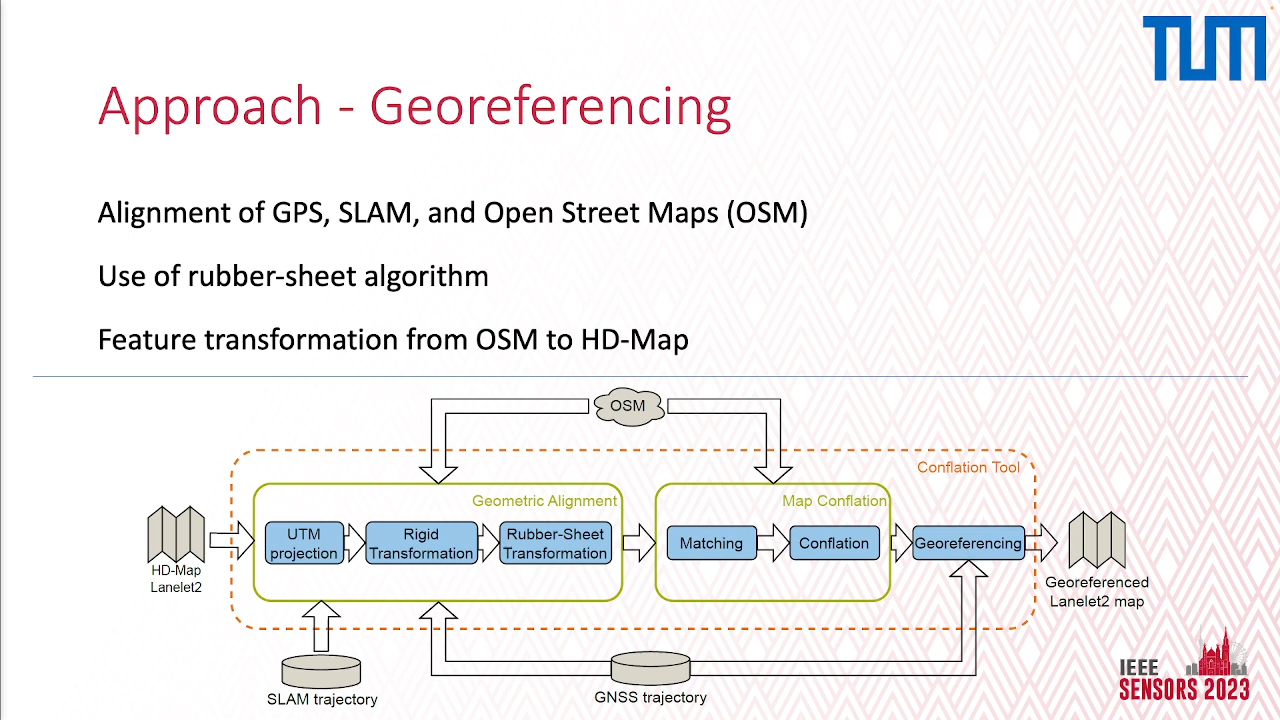 TUM
Approach - Georeferencing
Alignment of GPS, SLAM, and Open Street Maps (OSM)
Use of rubber-sheet algorithm
Feature transformation from OSM to HD-Map
OSM
Conflation Tool
Geometric Alignment
Map Conflation
HD-Map
Lanelet2
UTM
projection
Rigid
Transformation
Rubber-Sheet
Transformation
Matching
Conflation
Georeferencing
Georeferenced
Lanelet2 map
SLAM trajectory
GNSS trajectory
IEEE
SENSORS 2023